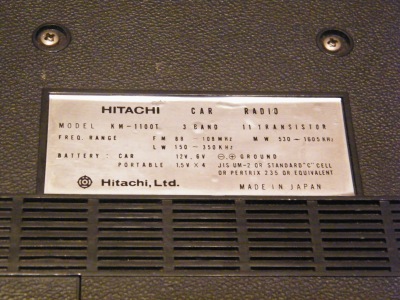 HITACHI CAR RADIO
MODEL KM-1100T 3 BAND 11 TRANSISTOR
FREQ. RANGE FM 88 - 108MHz MW 530 - 1605KHz
LW 150 - 350KHz
BATTERY: CAR 12V, 6V ⊖,⊕ GROUND
PORTABLE 1.5V×4 JIS UM-2 OR STANDARD "C" CELL
OR PERTRIX 235 OR EQUIVALENT
Hitachi, Ltd. MADE IN JAPAN